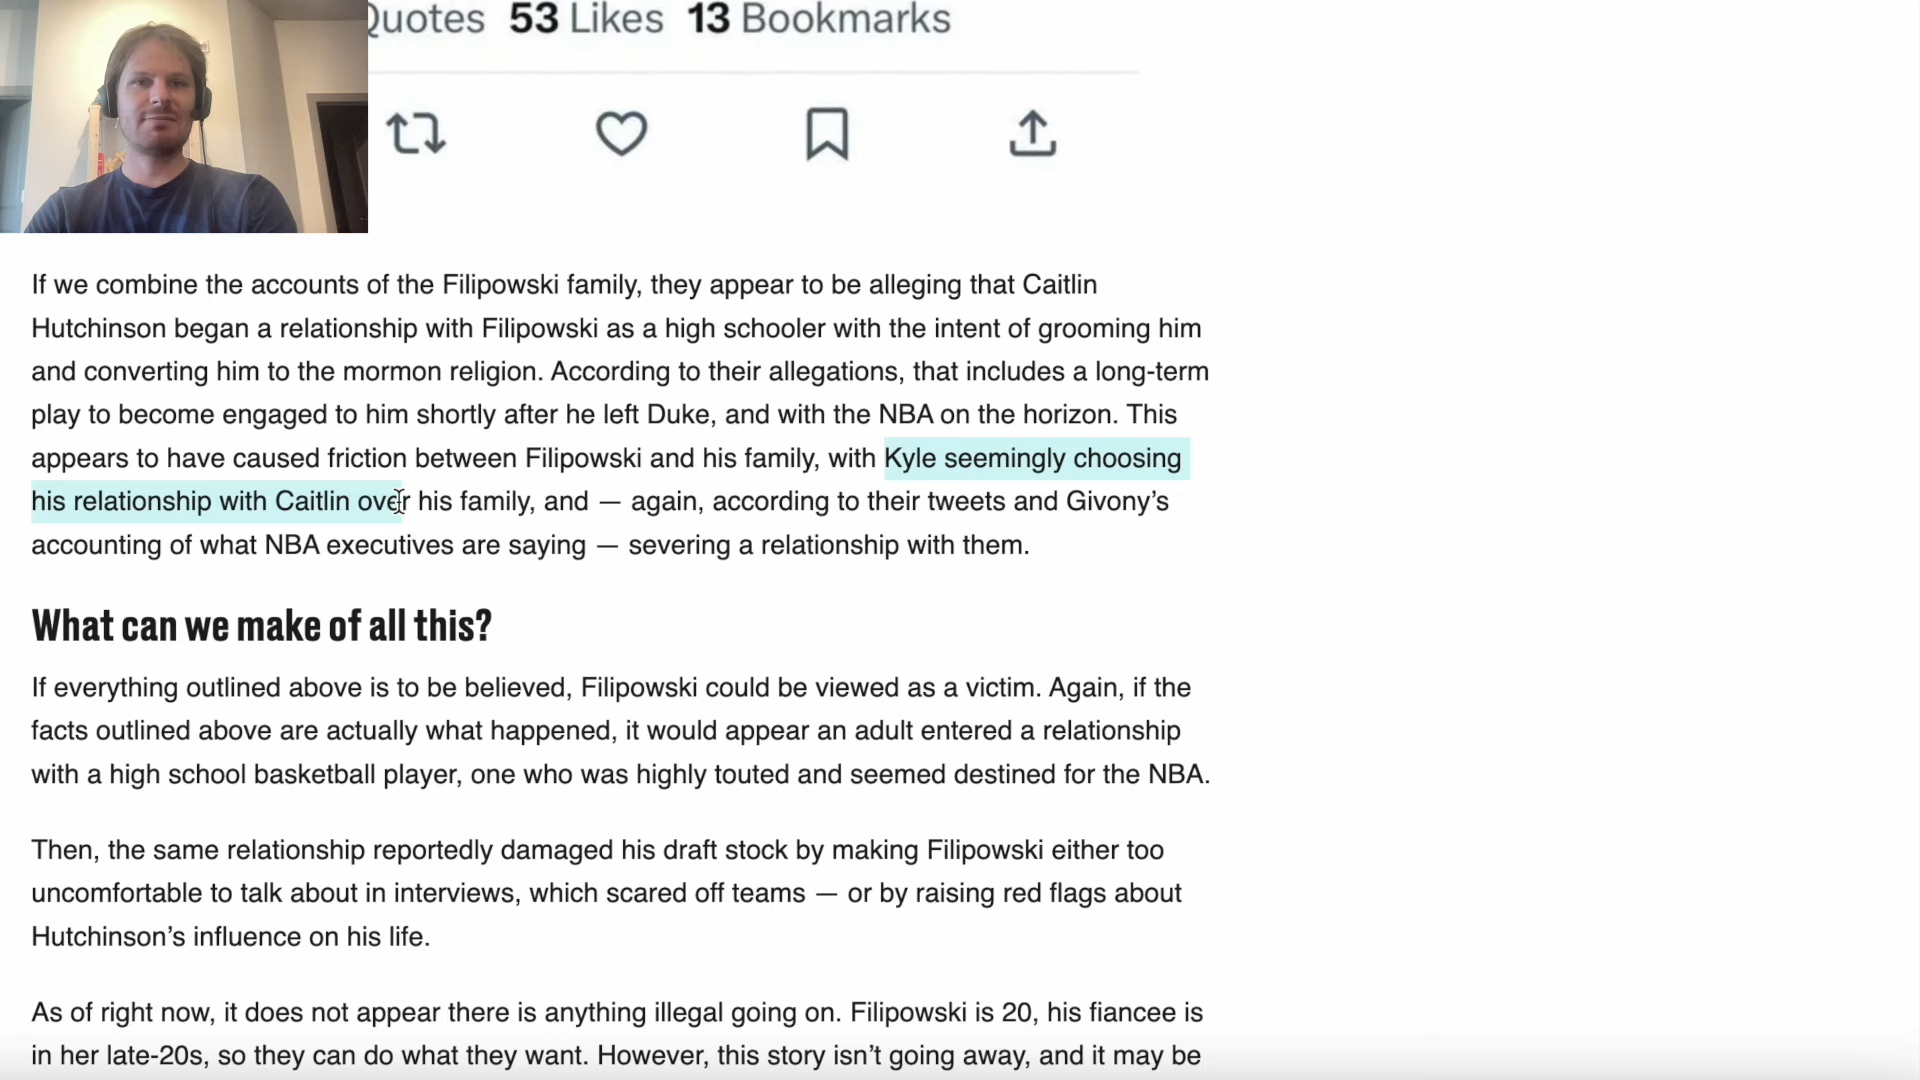 Quotes 53 Likes 13 Bookmarks
If we combine the accounts of the Filipowski family, they appear to be alleging that Caitlin
Hutchinson began a relationship with Filipowski as a high schooler with the intent of grooming him
and converting him to the mormon religion. According to their allegations, that includes a long-term
play to become engaged to him shortly after he left Duke, and with the NBA on the horizon. This
appears to have caused friction between Filipowski and his family, with Kyle seemingly choosing
his relationship with Caitlin over his family, and — again, according to their tweets and Givony’s
accounting of what NBA executives are saying — severing a relationship with them.
What can we make of all this?
If everything outlined above is to be believed, Filipowski could be viewed as a victim. Again, if the
facts outlined above are actually what happened, it would appear an adult entered a relationship
with a high school basketball player, one who was highly touted and seemed destined for the NBA.
Then, the same relationship reportedly damaged his draft stock by making Filipowski either too
uncomfortable to talk about in interviews, which scared off teams — or by raising red flags about
Hutchinson’s influence on his life.
As of right now, it does not appear there is anything illegal going on. Filipowski is 20, his fiancee is
in her late-20s, so they can do what they want. However, this story isn’t going away, and it may be